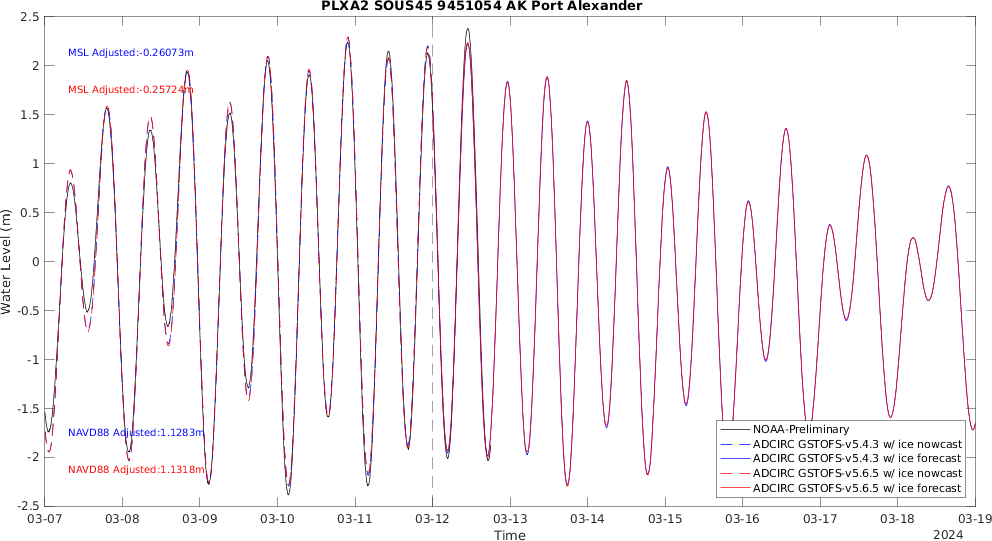 PLXA2 SOUS45 9451054 AK Port Alexander
2.5
2
1.5
1
0.5
0
-0.5
-1
-1.5
-2
-2.5
Water Level (m)
MSL Adjusted:-0.26073m
MSL Adjusted:-0.25724m
NAVD88 Adjusted:1.1283m
NAVD88 Adjusted:1.1318m
NOAA-Preliminary
ADCIRC GSTOFS-v5.4.3 w/ ice nowcast
ADCIRC GSTOFS-v5.4.3 w/ ice forecast
ADCIRC GSTOFS-v5.6.5 w/ ice nowcast
ADCIRC GSTOFS-v5.6.5 w/ ice forecast
03-07 03-08 03-09 03-10 03-11 03-12 03-13 03-14 03-15 03-16 03-17 03-18 03-19
Time
2024